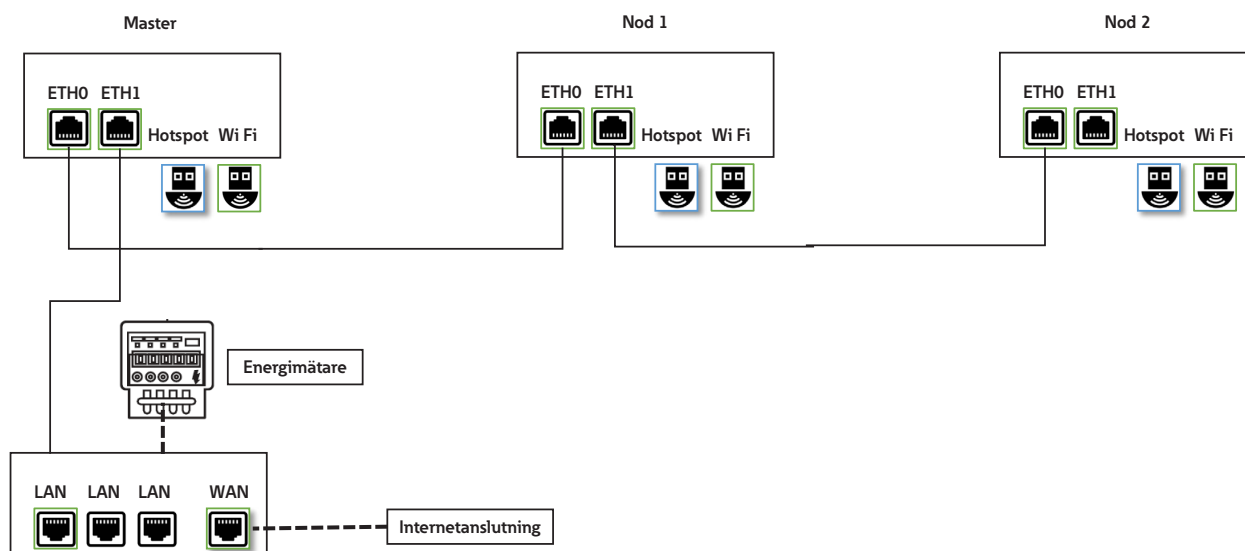 Master
Nod 1
Nod 2
ETH0 ETH1
Hotspot Wi Fi
ETH0 ETH1
Hotspot Wi Fi
ETH0 ETH1
Hotspot Wi Fi
Energimätare
LAN LAN LAN WAN
Internetanslutning